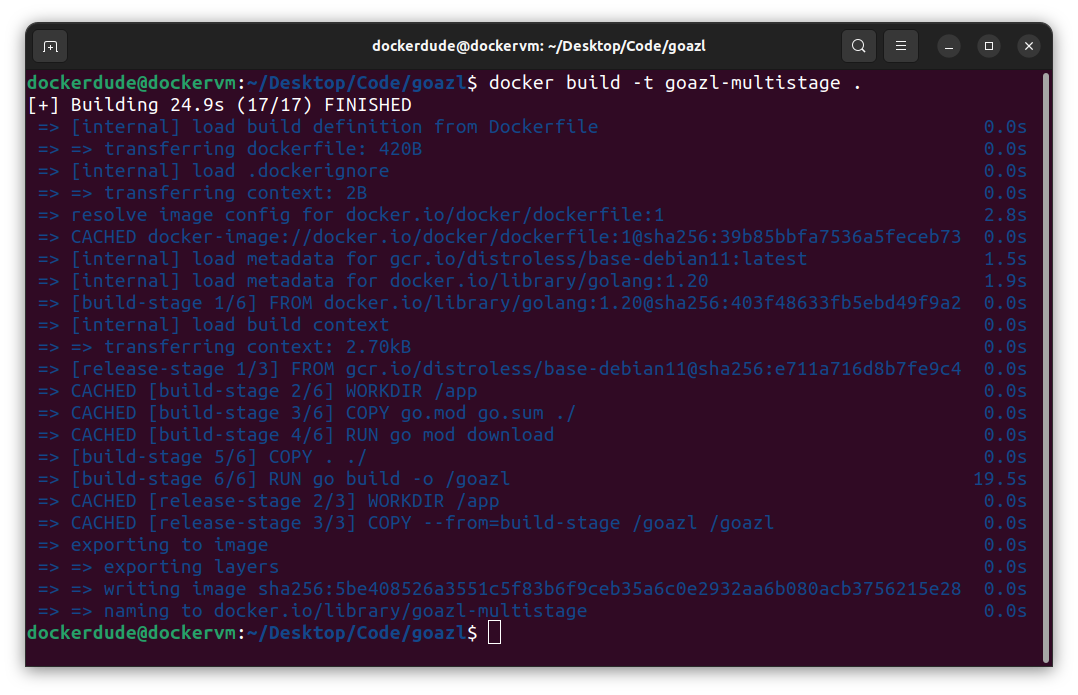 dockerdude@dockervm: ~/Desktop/Code/goazl
dockerdude@dockervm:~/Desktop/Code/goazl$ docker build -t goazl-multistage .
[+] Building 24.9s (17/17) FINISHED
=> [internal] load build definition from Dockerfile 0.0s
=> => transferring dockerfile: 420B 0.0s
=> [internal] load .dockerignore 0.0s
=> => transferring context: 2B 0.0s
=> resolve image config for docker.io/docker/dockerfile:1 2.8s
=> CACHED docker-image://docker.io/docker/dockerfile:1@sha256:39b85bbfa7536a5feceb73 0.0s
=> [internal] load metadata for gcr.io/distroless/base-debian11:latest 1.5s
=> [internal] load metadata for docker.io/library/golang:1.20 1.9s
=> [build-stage 1/6] FROM docker.io/library/golang:1.20@sha256:403f48633fb5ebd49f9a2 0.0s
=> [internal] load build context 0.0s
=> => transferring context: 2.70kB 0.0s
=> [release-stage 1/3] FROM gcr.io/distroless/base-debian11@sha256:e711a716d8b7fe9c4 0.0s
=> CACHED [build-stage 2/6] WORKDIR /app 0.0s
=> CACHED [build-stage 3/6] COPY go.mod go.sum ./ 0.0s
=> CACHED [build-stage 4/6] RUN go mod download 0.0s
=> [build-stage 5/6] COPY . ./ 0.0s
=> [build-stage 6/6] RUN go build -o /goazl 19.5s
=> CACHED [release-stage 2/3] WORKDIR /app 0.0s
=> CACHED [release-stage 3/3] COPY --from=build-stage /goazl /goazl 0.0s
=> exporting to image 0.0s
=> => exporting layers 0.0s
=> => writing image sha256:5be408526a3551c5f83b6f9ceb35a6c0e2932aa6b080acb3756215e28 0.0s
=> => naming to docker.io/library/goazl-multistage 0.0s
dockerdude@dockervm:~/Desktop/Code/goazl$